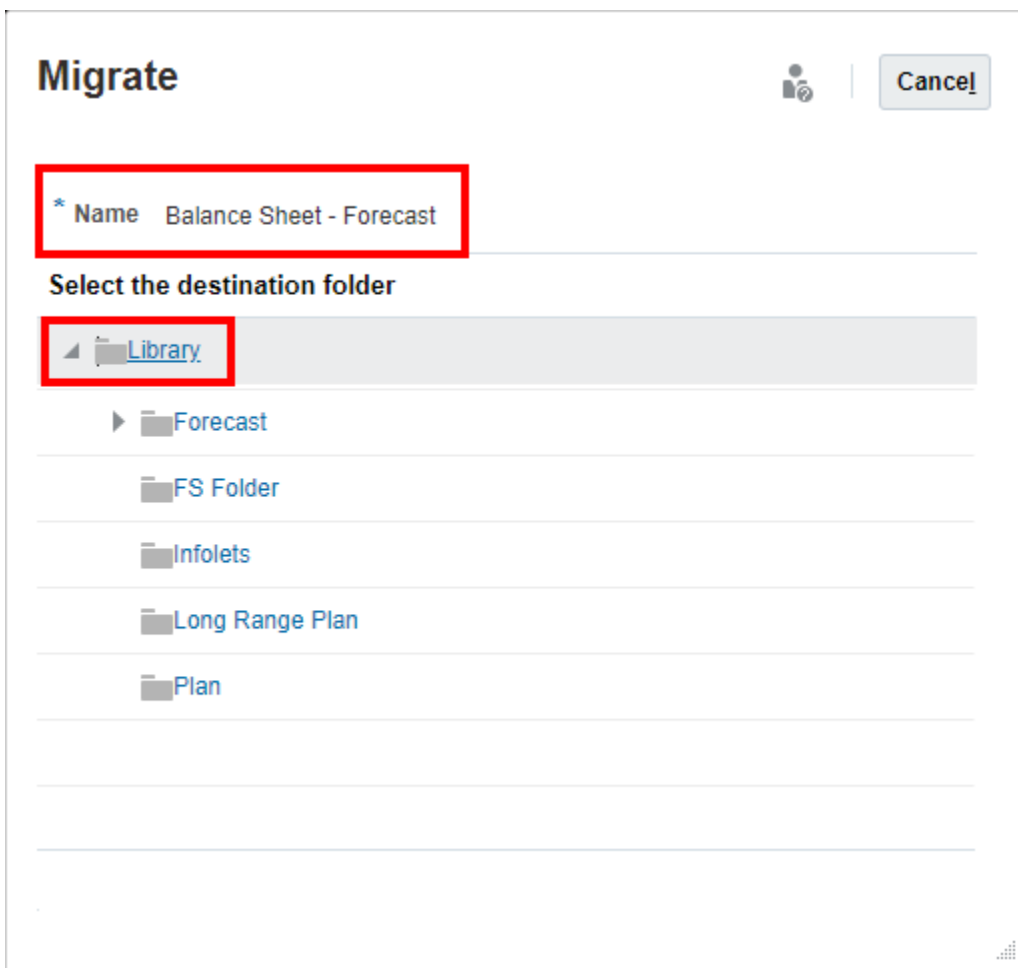 Migrate
Cancel
* Name Balance Sheet - Forecast
Select the destination folder
Library
Forecast
FS Folder
Infolets
Long Range Plan
Plan